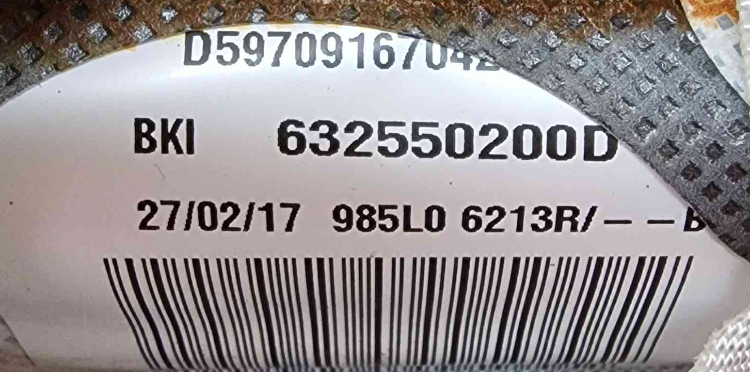 D5970916704
BKI 632550200D
27/02/17 985L0 6213R/– –B